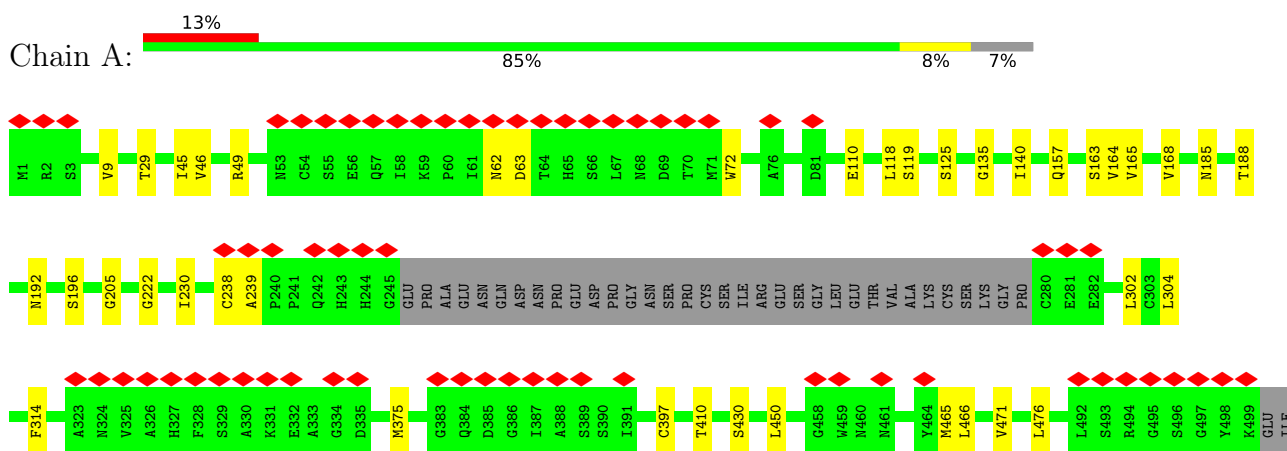 13%
Chain A:
85% 8% 7%
M1 R2 S3 V9 T29 I45 V46 R49 N53 C54 S55 E56 Q57 I58 K59 P60 I61 N62 D63 T64 H65 S66 L67 N68 D69 T70 M71 W72 A76 D81 E110 L118 S119 S125 G135 I140 Q157 S163 V164 V165 V168 N185 T188
N192 S196 G205 G222 I230 C238 A239 P240 P241 Q242 H243 H244 G245 GLU PRO ALA GLU ASN GLN ASP ASN PRO GLU ASP PRO GLY ASN SER PRO CYS SER ILE ARG GLU SER GLY LEU GLU THR VAL ALA LYS CYS SER LYS GLY PRO C280 E281 E282 L302 C303 L304
F314 A323 N324 V325 A326 H327 F328 S329 A330 K331 E332 A333 G334 D335 M375 G383 Q384 D385 G386 I387 A388 S389 S390 I391 C397 T410 S430 L450 G458 W459 N460 N461 Y464 M465 L466 V471 L476 L492 S493 R494 G495 S496 G497 Y498 K499 GLU ILE